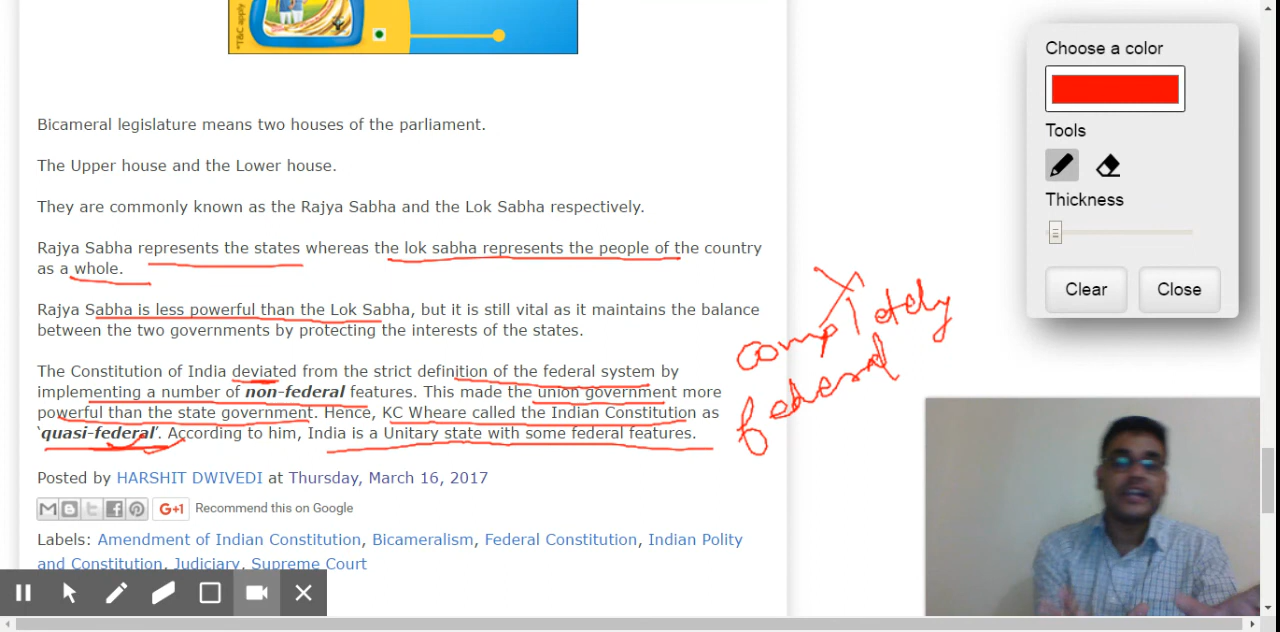 *T&C apply
Choose a color
Tools
Thickness
Clear Close
Bicameral legislature means two houses of the parliament.
The Upper house and the Lower house.
They are commonly known as the Rajya Sabha and the Lok Sabha respectively.
Rajya Sabha represents the states whereas the lok sabha represents the people of the country
as a whole.
Rajya Sabha is less powerful than the Lok Sabha, but it is still vital as it maintains the balance
between the two governments by protecting the interests of the states.
The Constitution of India deviated from the strict definition of the federal system by
implementing a number of non-federal features. This made the union government more
powerful than the state government. Hence, KC Wheare called the Indian Constitution as
‘quasi-federal’. According to him, India is a Unitary state with some federal features.
completely
federal
Posted by HARSHIT DWIVEDI at Thursday, March 16, 2017
G+1 Recommend this on Google
Labels: Amendment of Indian Constitution, Bicameralism, Federal Constitution, Indian Polity
and Constitution, Judiciary, Supreme Court